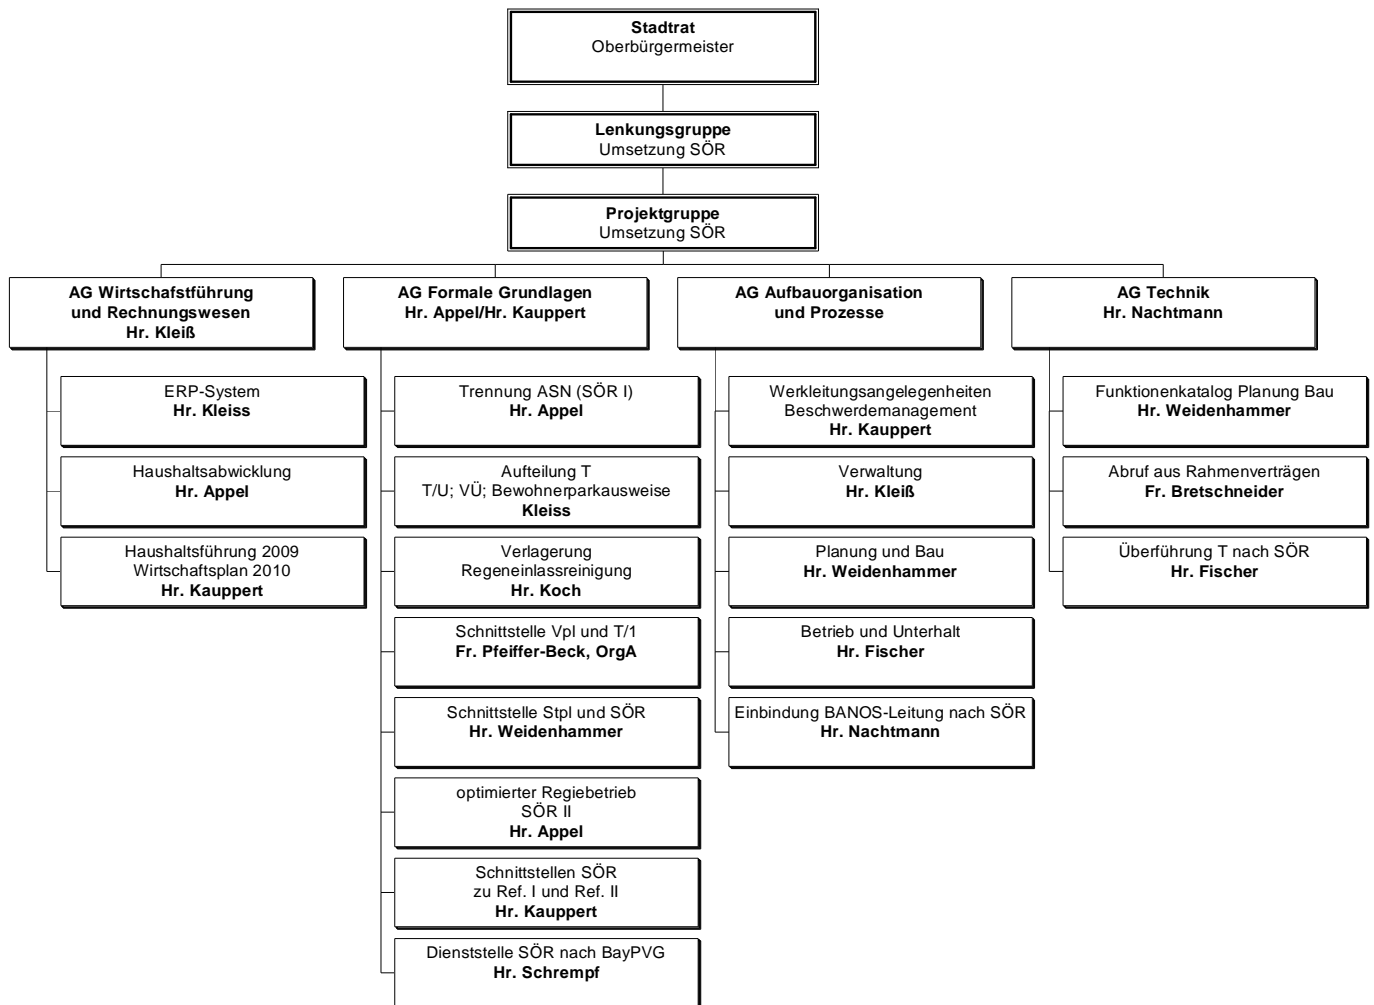 Stadtrat
Oberbürgermeister
Lenkungsgruppe
Umsetzung SÖR
Projektgruppe
Umsetzung SÖR
AG Wirtschafstführung
und Rechnungswesen
Hr. Kleiß
ERP-System
Hr. Kleiss
Haushaltsabwicklung
Hr. Appel
Haushaltsführung 2009
Wirtschaftsplan 2010
Hr. Kauppert
AG Formale Grundlagen
Hr. Appel/Hr. Kauppert
Trennung ASN (SÖR I)
Hr. Appel
Aufteilung T
T/U; VÜ; Bewohnerparkausweise
Kleiss
Verlagerung
Regeneinlassreinigung
Hr. Koch
Schnittstelle Vpl und T/1
Fr. Pfeiffer-Beck, OrgA
Schnittstelle Stpl und SÖR
Hr. Weidenhammer
optimierter Regiebetrieb
SÖR II
Hr. Appel
Schnittstellen SÖR
zu Ref. I und Ref. II
Hr. Kauppert
Dienststelle SÖR nach BayPVG
Hr. Schrempf
AG Aufbauorganisation
und Prozesse
Werkleitungsangelegenheiten
Beschwerdemanagement
Hr. Kauppert
Verwaltung
Hr. Kleiß
Planung und Bau
Hr. Weidenhammer
Betrieb und Unterhalt
Hr. Fischer
Einbindung BANOS-Leitung nach SÖR
Hr. Nachtmann
AG Technik
Hr. Nachtmann
Funktionenkatalog Planung Bau
Hr. Weidenhammer
Abruf aus Rahmenverträgen
Fr. Bretschneider
Überführung T nach SÖR
Hr. Fischer